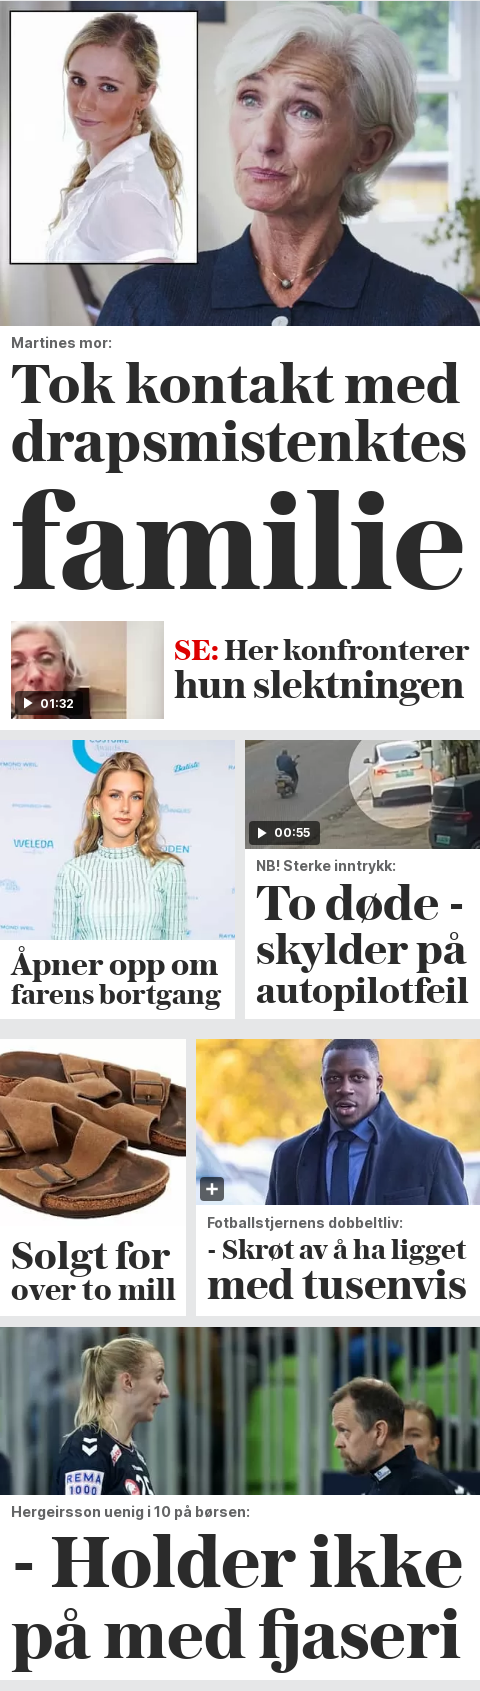 Martines mor:
Tok kontakt med
drapsmistenktes
familie
01:32
SE: Her konfronterer
hun slektningen
WELEDA
Åpner opp om
farens bortgang
00:55
NB! Sterke inntrykk:
To døde -
skylder på
autopilotfeil
Solgt for
over to mill
Fotballstjernens dobbeltliv:
- Skrøt av å ha ligget
med tusenvis
REMA
1000
Hergeirsson uenig i 10 på børsen:
- Holder ikke
på med fjaseri